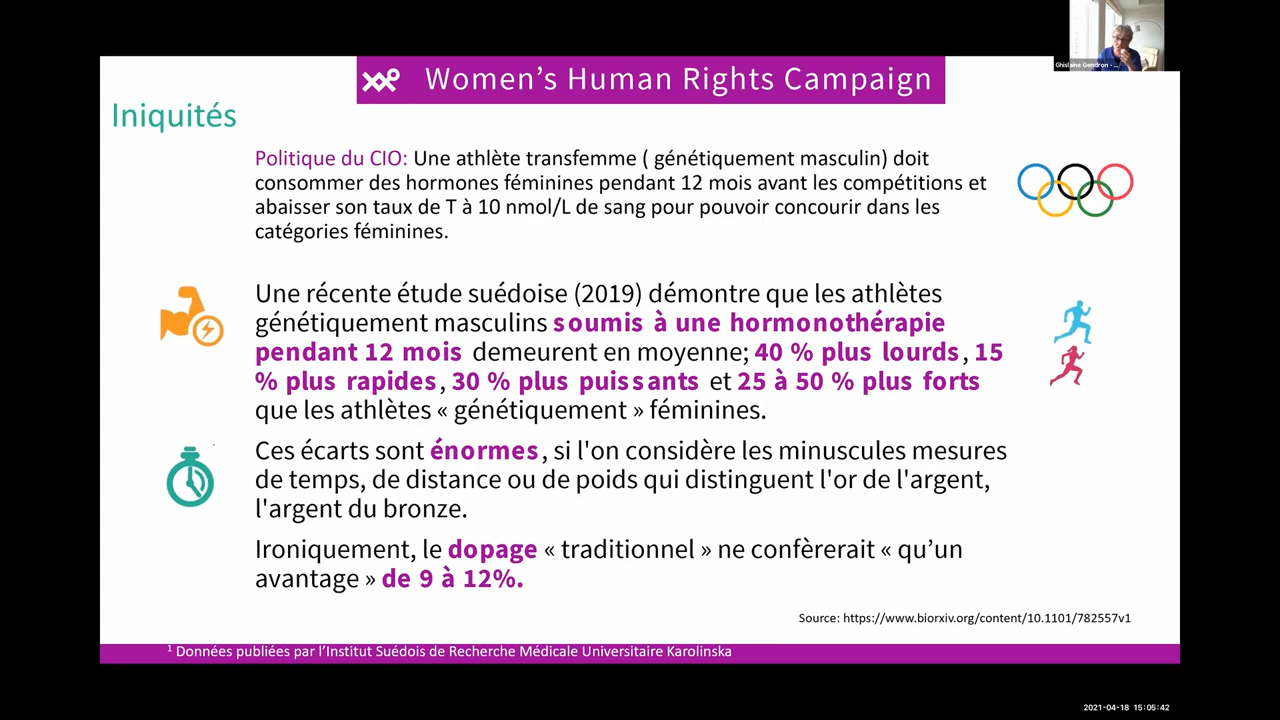 Women's Human Rights Campaign
Ghislaine Gendron - ...
Iniquités
Politique du CIO: Une athlète transfemme ( génétiquement masculin) doit
consommer des hormones féminines pendant 12 mois avant les compétitions et
abaisser son taux de T à 10 nmol/L de sang pour pouvoir concourir dans les
catégories féminines.
Une récente étude suédoise (2019) démontre que les athlètes
génétiquement masculins soumis à une hormonothérapie
pendant 12 mois demeurent en moyenne; 40 % plus lourds, 15
% plus rapides, 30 % plus puissants et 25 à 50 % plus forts
que les athlètes « génétiquement » féminines.
Ces écarts sont énormes, si l'on considère les minuscules mesures
de temps, de distance ou de poids qui distinguent l'or de l'argent,
l'argent du bronze.
Ironiquement, le dopage « traditionnel » ne confèrerait « qu’un
avantage » de 9 à 12%.
Source: https://www.biorxiv.org/content/10.1101/782557v1
¹ Données publiées par l’Institut Suédois de Recherche Médicale Universitaire Karolinska
2021-04-18 15:05:42